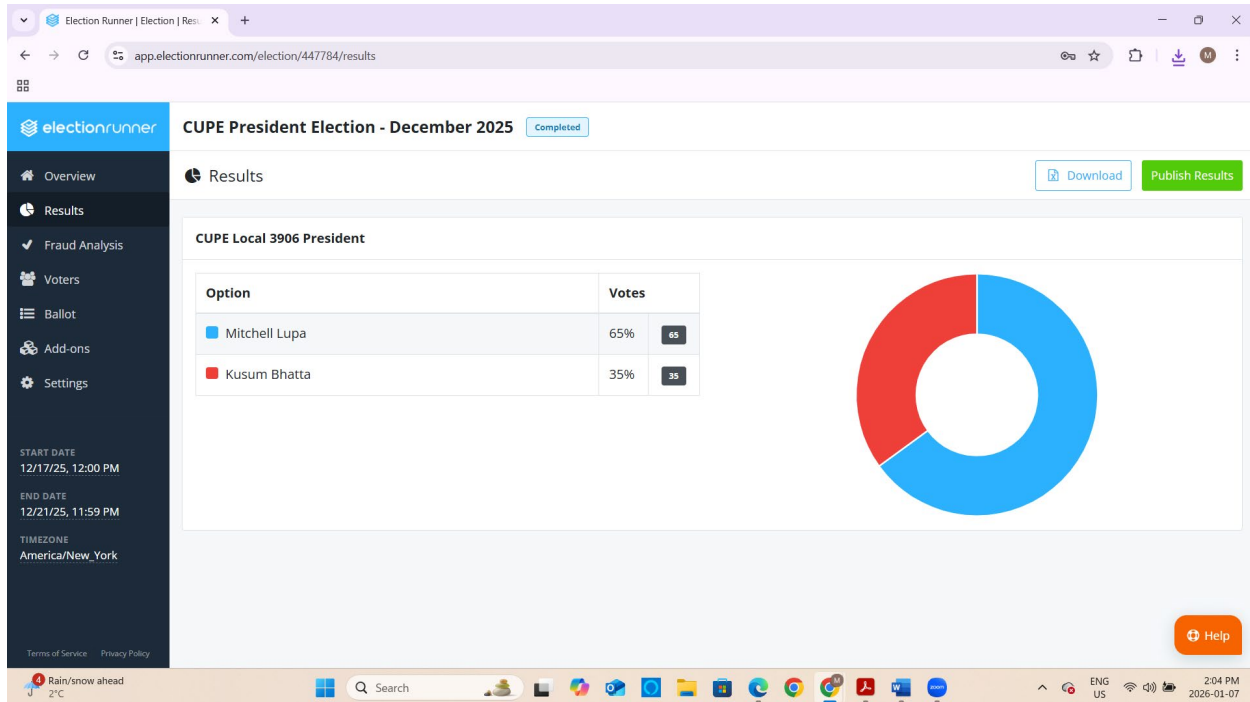 Election Runner | Election | Resu
app.electionrunner.com/election/447784/results
M
electionrunner
CUPE President Election - December 2025
Completed
Overview
Results
Download
Publish Results
Results
Fraud Analysis
CUPE Local 3906 President
Voters
Option Votes
Ballot
Mitchell Lupa 65% 65
Add-ons
Kusum Bhatta 35% 35
Settings
START DATE
12/17/25, 12:00 PM
END DATE
12/21/25, 11:59 PM
TIMEZONE
America/New_York
Help
Terms of Service Privacy Policy
4
Rain/snow ahead
2°C
Search
M
W
zoom
ENG
US
2:04 PM
2026-01-07